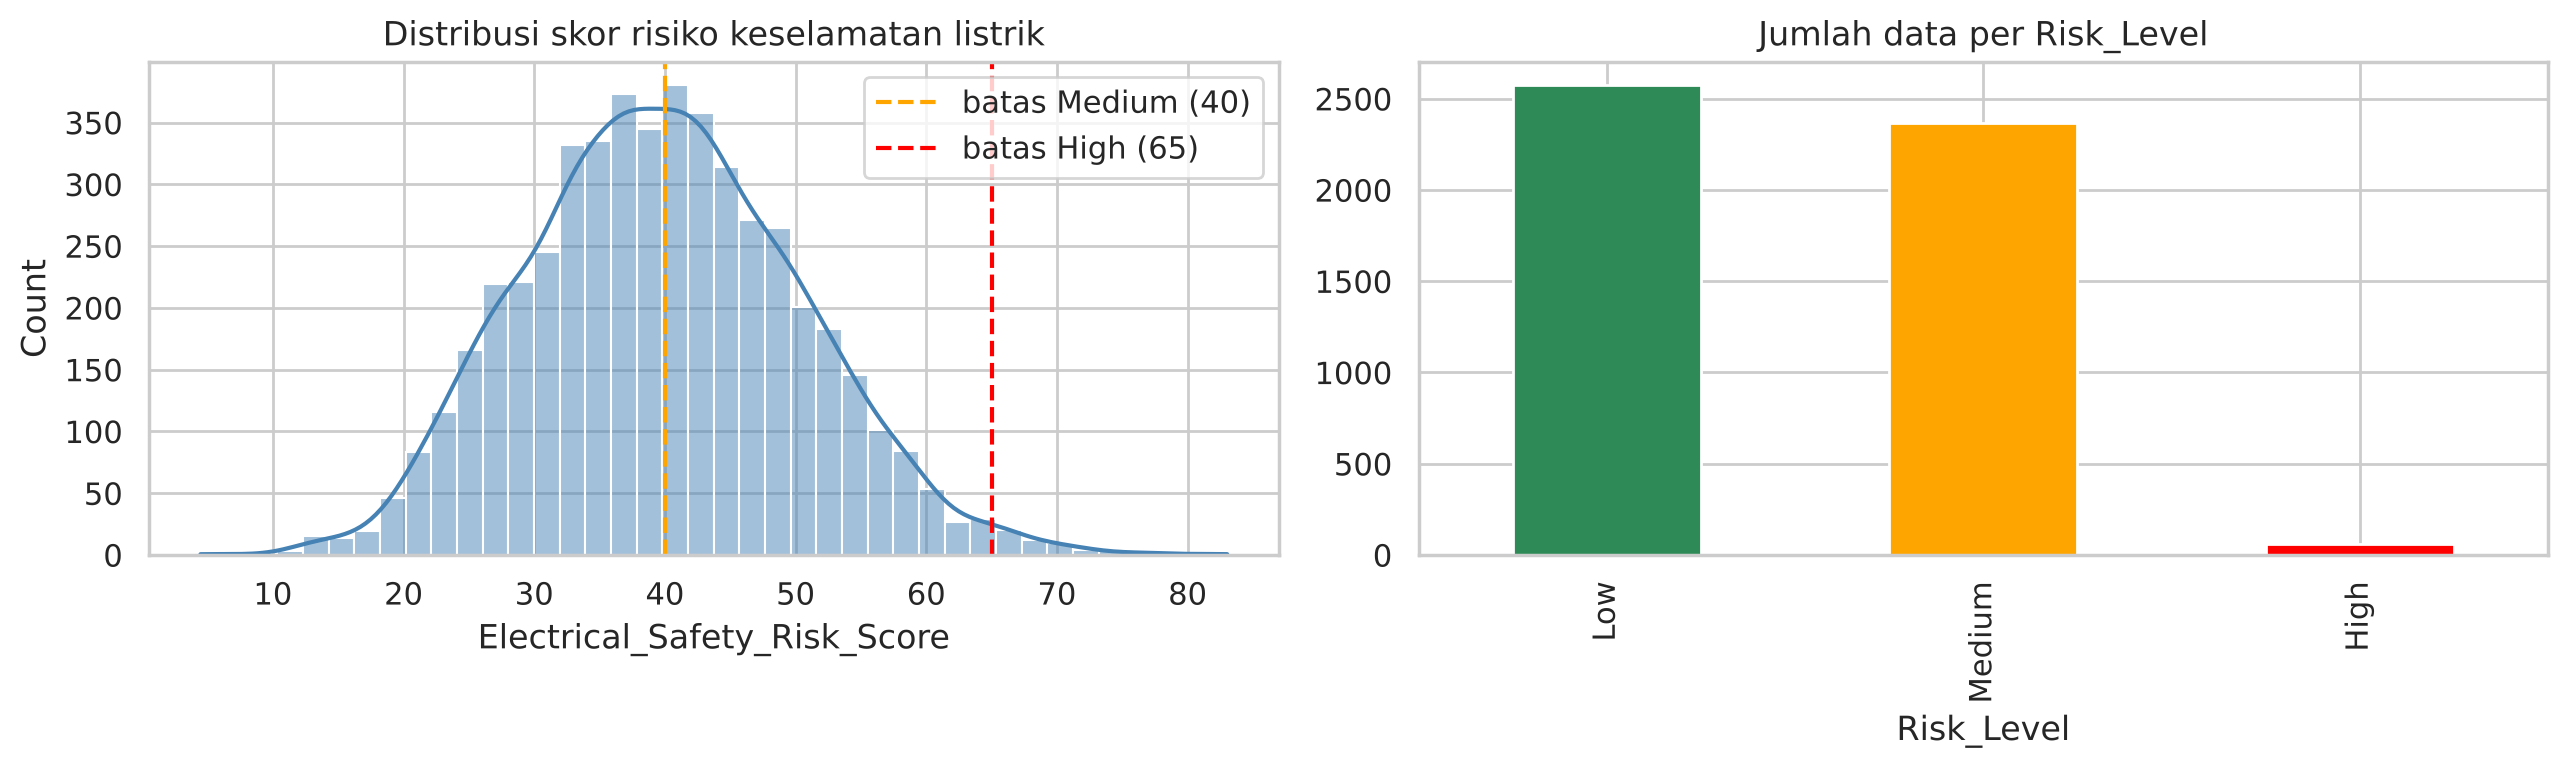 Distribusi skor risiko keselamatan listrik
batas Medium (40)
batas High (65)
Count
350
300
250
200
150
100
50
0
10 20 30 40 50 60 70 80
Electrical_Safety_Risk_Score
Jumlah data per Risk_Level
2500
2000
1500
1000
500
0
Low
Medium
High
Risk_Level